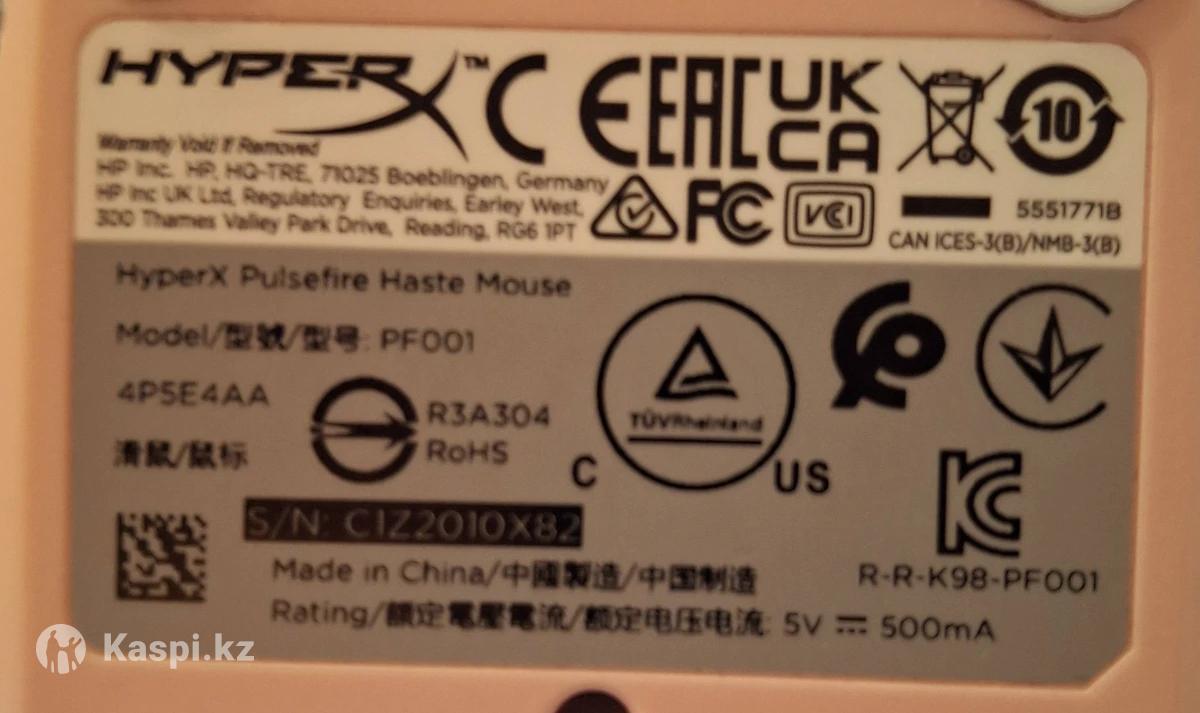 HYPERX™ CE EAC UK CA 10
Warranty Void If Removed
HP Inc. HP, HQ-TRE, 71025 Boeblingen, Germany
HP Inc UK Ltd, Regulatory Enquiries, Earley West,
300 Thames Valley Park Drive, Reading, RG6 1PT
FC VCCI 5551771B
CAN ICES-3(B)/NMB-3(B)
HyperX Pulsefire Haste Mouse
Model/型號/型号: PF001
4P5E4AA
R3A304
RoHS
滑鼠/鼠标
TÜVRheinland
C US
S/N: CIZ2010X82
Made in China/中國製造/中国制造
R-R-K98-PF001
Rating/額定電壓電流/额定电压电流: 5V ⎓ 500mA
Kaspi.kz